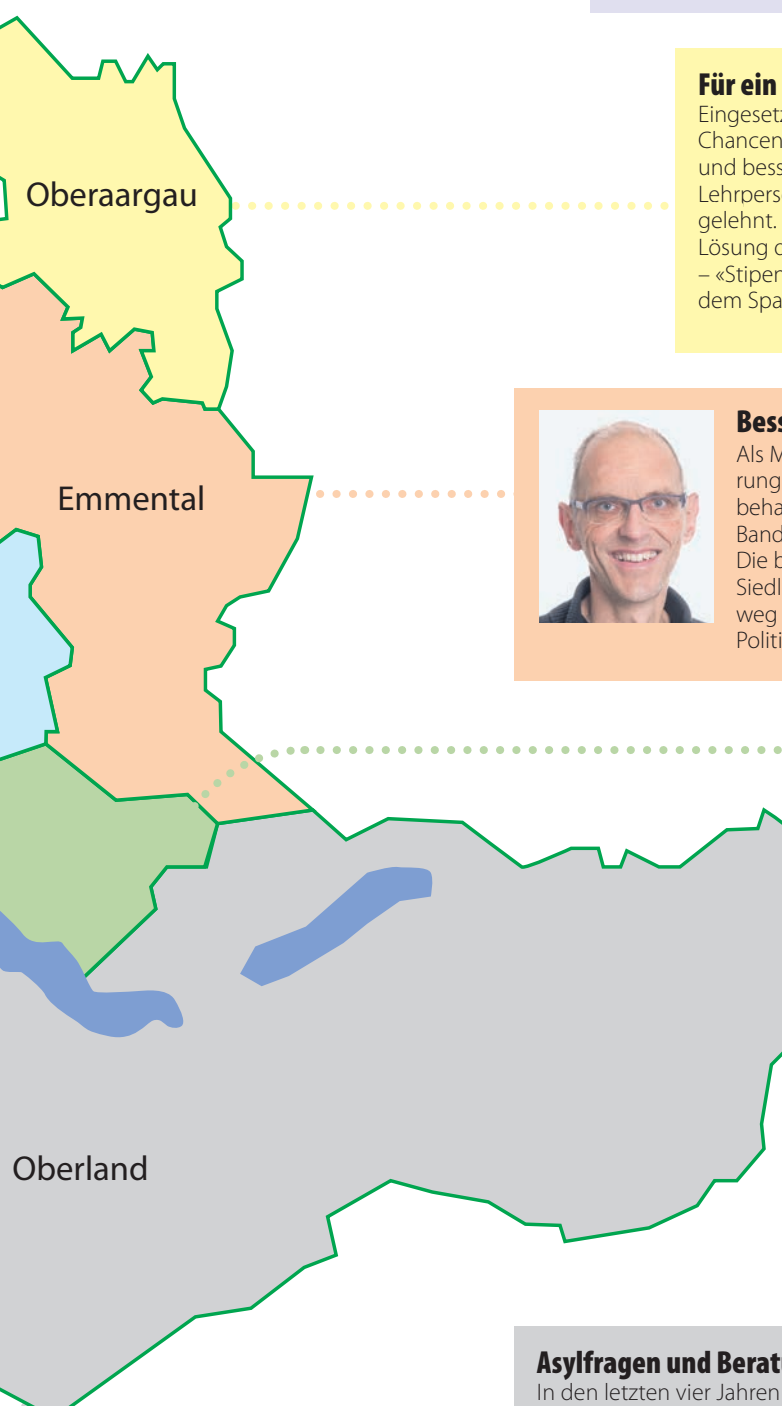 Oberaargau
Für ein
Eingesetz
Chancen
und bess
Lehrpers
gelehnt.
Lösung d
– «Stipen
dem Spa
Emmental
Bess
Als M
rung
beha
Band
Die b
Siedl
weg
Politi
Oberland
Asylfragen und Berat
In den letzten vier Jahren